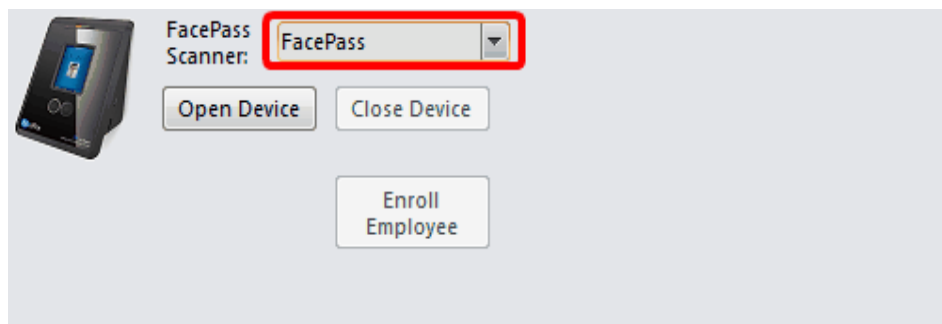 FacePass
Scanner:
FacePass
Open Device
Close Device
Enroll
Employee